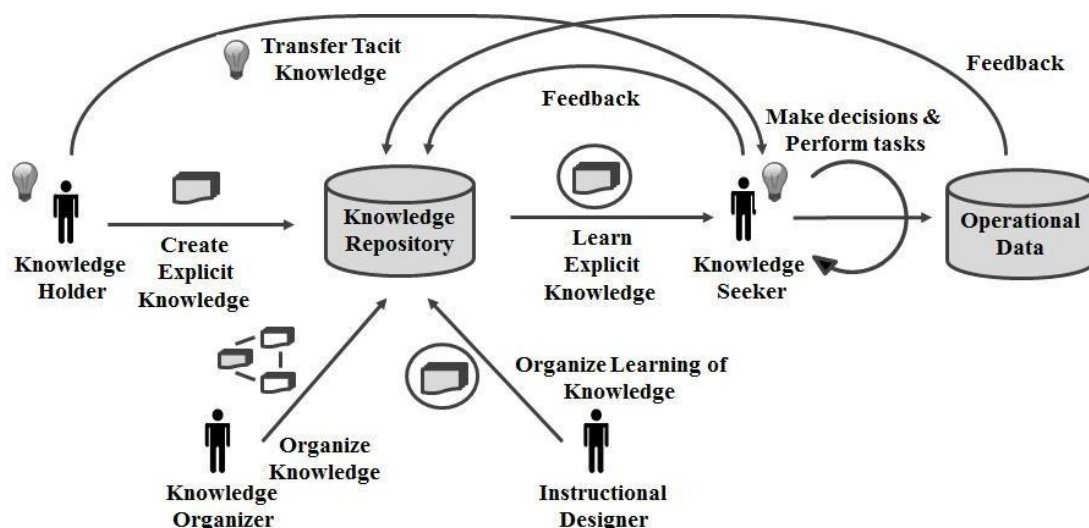 Transfer Tacit
Knowledge
Feedback
Feedback
Make decisions &
Perform tasks
Knowledge
Holder
Create
Explicit
Knowledge
Knowledge
Repository
Learn
Explicit
Knowledge
Knowledge
Seeker
Operational
Data
Organize
Knowledge
Organize Learning of
Knowledge
Knowledge
Organizer
Instructional
Designer